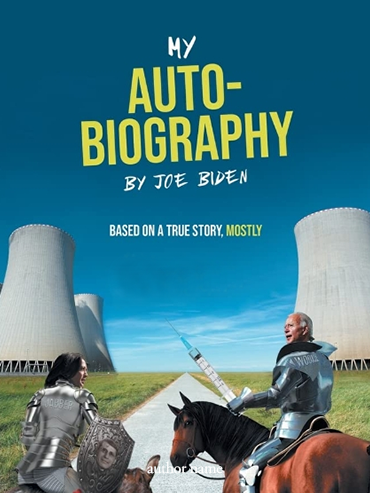 MY
AUTO-
BIOGRAPHY
BY JOE BIDEN
BASED ON A TRUE STORY, MOSTLY
author name